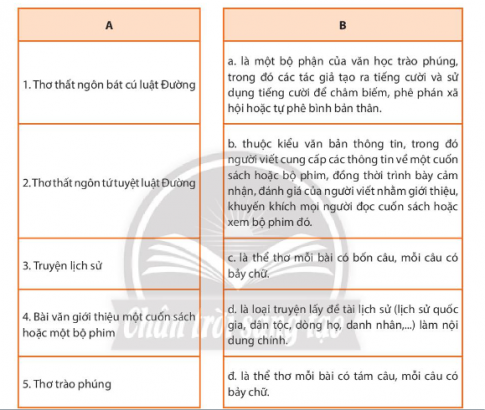 A
B
1. Thơ thất ngôn bát cú luật Đường
a. là một bộ phận của văn học trào phúng,
trong đó các tác giả tạo ra tiếng cười và sử
dụng tiếng cười để châm biếm, phê phán xã
hội hoặc tự phê bình bản thân.
2.Thơ thất ngôn tứ tuyệt luật Đường
b. thuộc kiểu văn bản thông tin, trong đó
người viết cung cấp các thông tin về một cuốn
sách hoặc bộ phim, đồng thời trình bày cảm
nhận, đánh giá của người viết nhằm giới thiệu,
khuyến khích mọi người đọc cuốn sách hoặc
xem bộ phim đó.
3. Truyện lịch sử
c. là thể thơ mỗi bài có bốn câu, mỗi câu có
bảy chữ.
4. Bài văn giới thiệu một cuốn sách
hoặc một bộ phim
d. là loại truyện lấy đề tài lịch sử (lịch sử quốc
gia, dân tộc, dòng họ, danh nhân,...) làm nội
dung chính.
5. Thơ trào phúng
đ. là thể thơ mỗi bài có tám câu, mỗi câu có
bảy chữ.
Chân trời sáng tạo